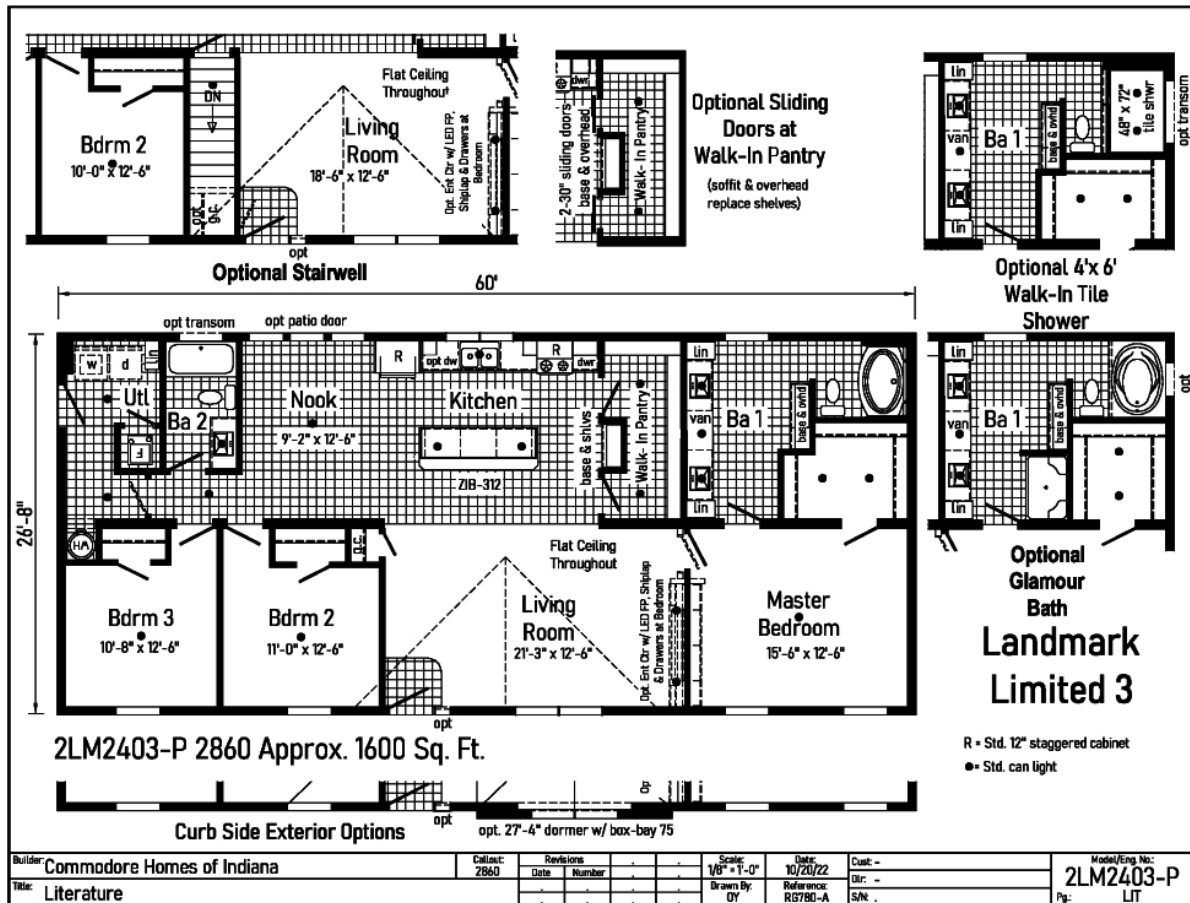 Bdrm 2
10'-0" x 12'-6"
DN
opt
g.c.
Flat Ceiling
Throughout
Living
Room
18'-6" x 12'-6"
Opt. Ent Ctr w/ LED FP,
Shiplap & Drawers at
Bedroom
opt
Optional Stairwell
dwr
2-30" sliding doors
base & overhead
Walk-In Pantry
Optional Sliding
Doors at
Walk-In Pantry
(soffit & overhead
replace shelves)
lin
van
lin
Ba 1
base & ovhd
48" x 72"
tile shwr
opt transom
Optional 4'x 6'
Walk-In Tile
Shower
60'
26'-8"
opt transom
opt patio door
w
d
lin
Utl
F
Ba 2
Nook
9'-2" x 12'-6"
R
opt dw
R
dwr
Kitchen
ZIB-312
base & shlvs
Walk-In Pantry
lin
van
lin
Ba 1
base & ovhd
HW
Bdrm 3
10'-8" x 12'-6"
Bdrm 2
11'-0" x 12'-6"
g.c.
Flat Ceiling
Throughout
Living
Room
21'-3" x 12'-6"
Opt. Ent Ctr w/ LED FP, Shiplap
& Drawers at Bedroom
Master
Bedroom
15'-6" x 12'-6"
opt
lin
van
lin
Ba 1
base & ovhd
opt
Optional
Glamour
Bath
Landmark
Limited 3
R = Std. 12" staggered cabinet
●= Std. can light
2LM2403-P 2860 Approx. 1600 Sq. Ft.
Op
opt
Curb Side Exterior Options
opt. 27'-4" dormer w/ box-bay 75
Builder: Commodore Homes of Indiana
Title: Literature
Callout:
2860
Revisions
Date Number
Scale:
1/8" = 1'-0"
Drawn By:
OY
Date:
10/20/22
Reference:
RG780-A
Cust: -
Dlr: -
S/N: .
Model/Eng. No.:
2LM2403-P
Pg.: LIT